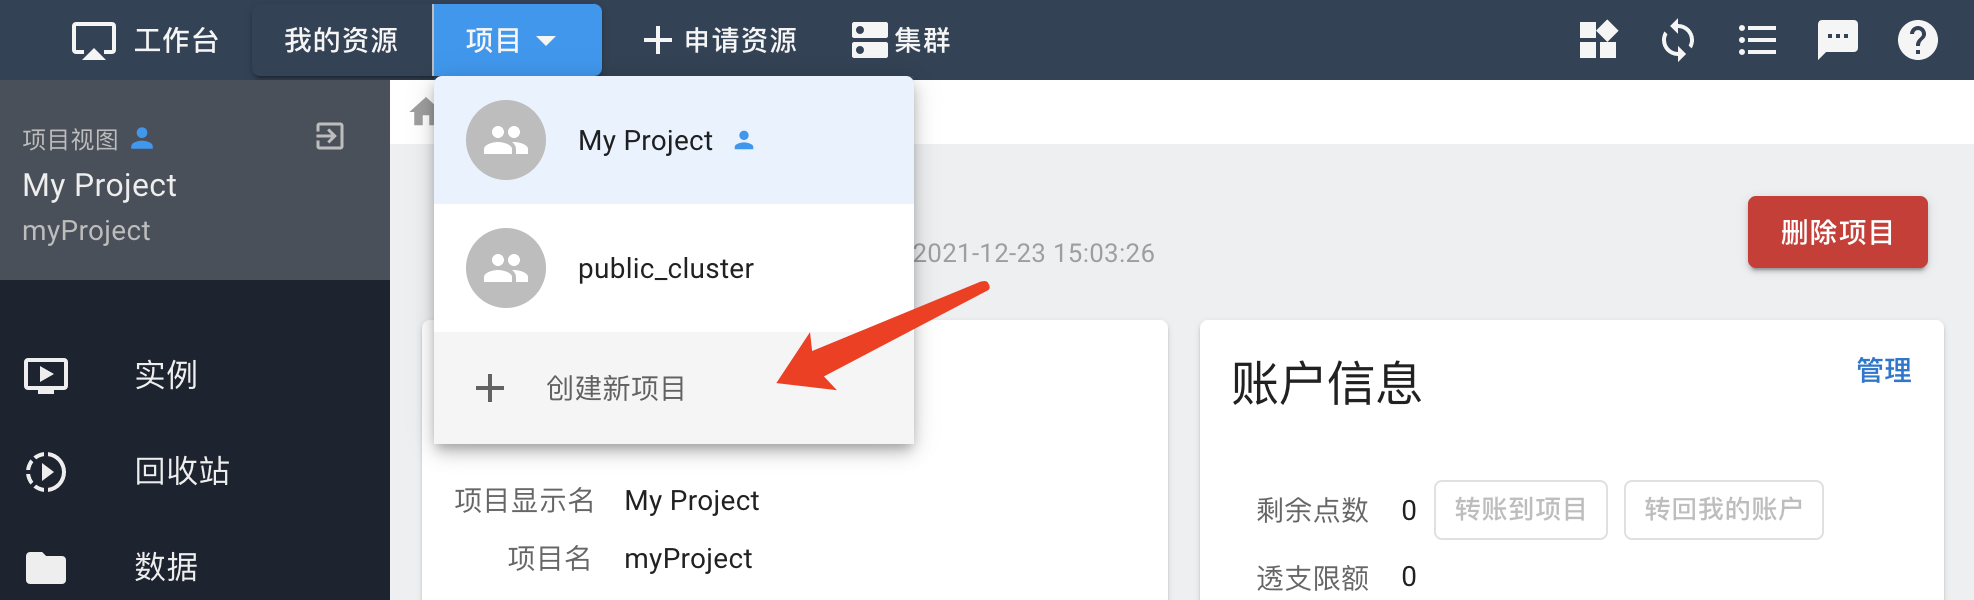 工作台 我的资源 项目 申请资源 集群
项目视图
My Project
myProject
实例
回收站
数据
My Project
public_cluster
创建新项目
2021-12-23 15:03:26
删除项目
项目显示名 My Project
项目名 myProject
账户信息 管理
剩余点数 0 转账到项目 转回我的账户
透支限额 0